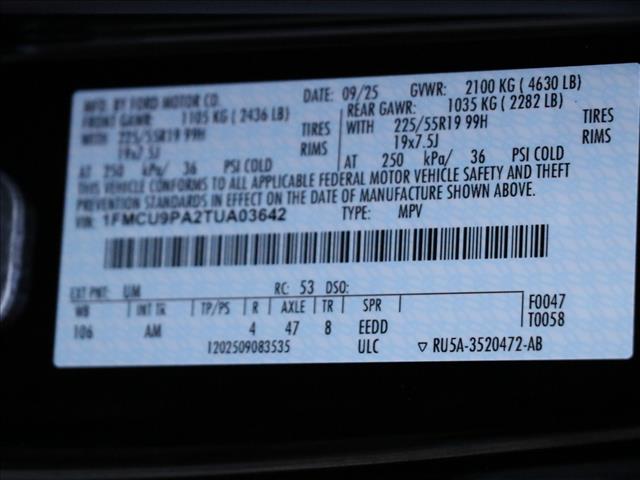 MFD. BY FORD MOTOR CO.
DATE: 09/25 GVWR: 2100 KG ( 4630 LB)
FRONT GAWR: 1105 KG ( 2436 LB) REAR GAWR: 1035 KG ( 2282 LB)
WITH 225/55R19 99H TIRES WITH 225/55R19 99H TIRES
19x7.5J RIMS 19x7.5J RIMS
AT 250 kPa/ 36 PSI COLD AT 250 kPa/ 36 PSI COLD
THIS VEHICLE CONFORMS TO ALL APPLICABLE FEDERAL MOTOR VEHICLE SAFETY AND THEFT
PREVENTION STANDARDS IN EFFECT ON THE DATE OF MANUFACTURE SHOWN ABOVE.
VIN: 1FMCU9PA2TUA03642 TYPE: MPV
EXT PNT: UM RC: 53 DSO:
WB INT TR TP/PS R AXLE TR SPR F0047
106 AM 4 47 8 EEDD T0058
1202509083535 ULC ▽ RU5A-3520472-AB